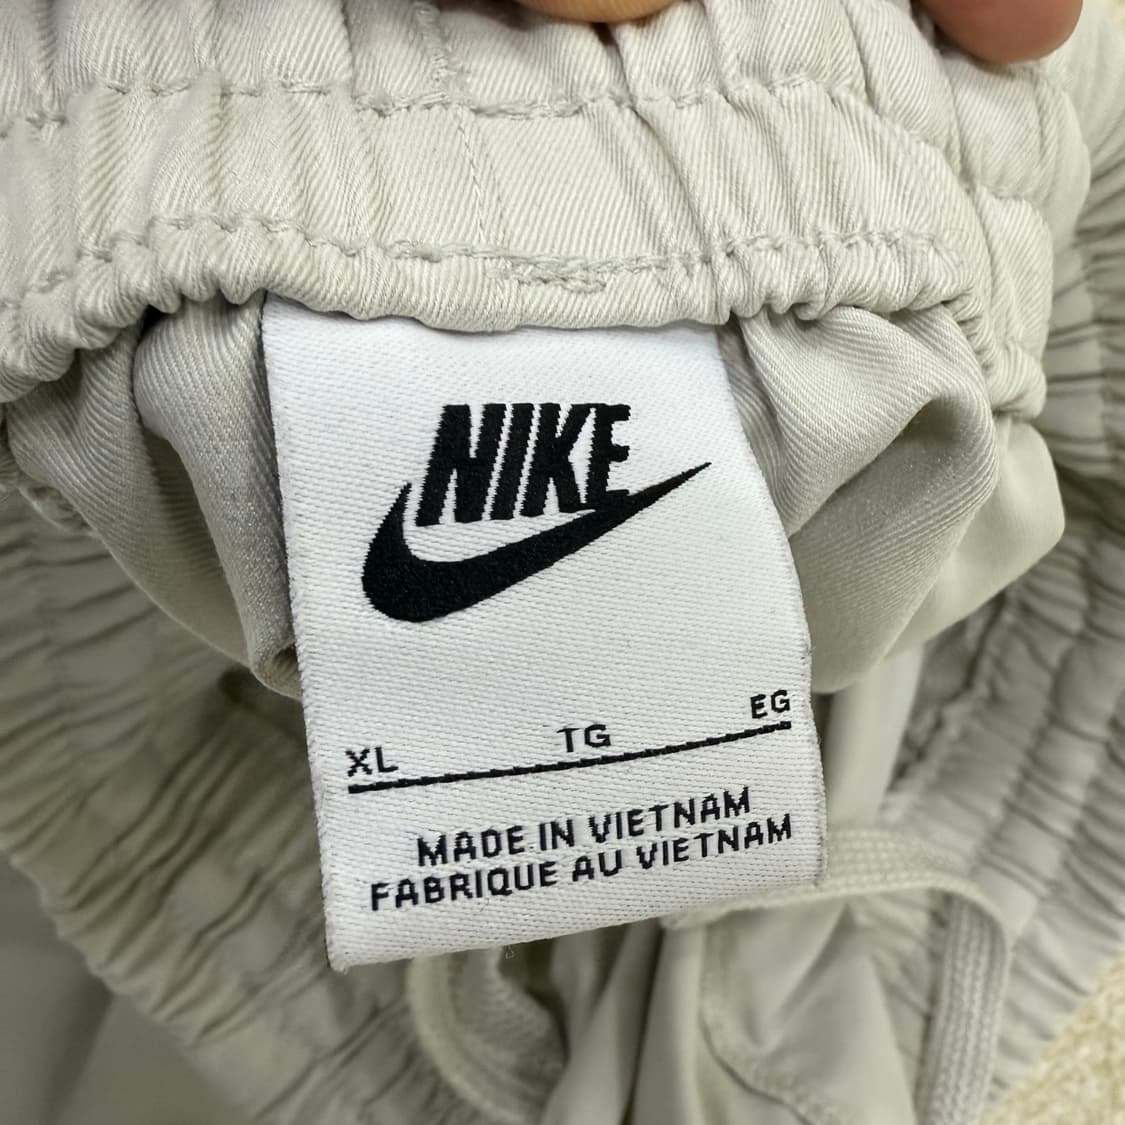 NIKE
XL TG EG
MADE IN VIETNAM
FABRIQUE AU VIETNAM